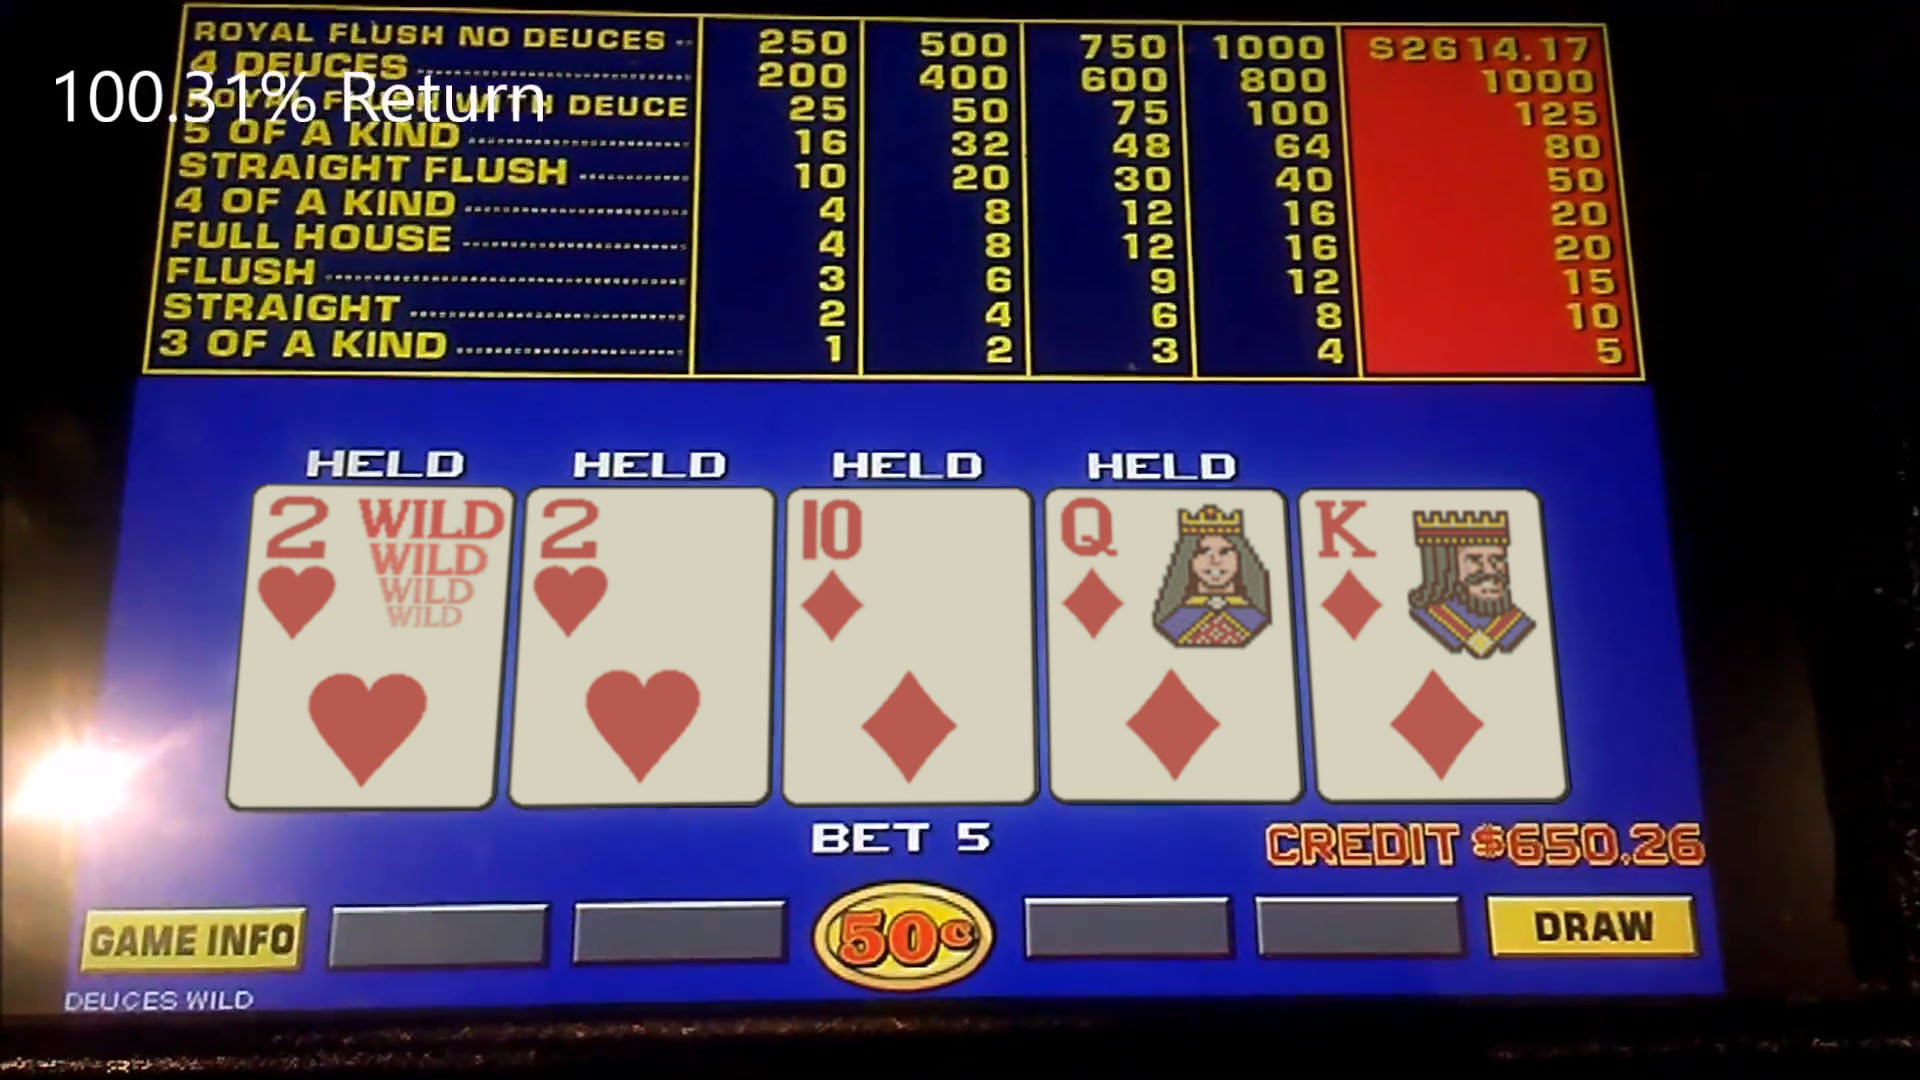 ROYAL FLUSH NO DEUCES 250 500 750 1000 $2614.17
4 DEUCES 200 400 600 800 1000
100.31% Return
ROYAL FLUSH WITH DEUCE 25 50 75 100 125
5 OF A KIND 16 32 48 64 80
STRAIGHT FLUSH 10 20 30 40 50
4 OF A KIND 4 8 12 16 20
FULL HOUSE 4 8 12 16 20
FLUSH 3 6 9 12 15
STRAIGHT 2 4 6 8 10
3 OF A KIND 1 2 3 4 5
HELD HELD HELD HELD
2 WILD 2 10 Q K
WILD
WILD
WILD
BET 5 CREDIT $650.26
GAME INFO 50¢ DRAW
DEUCES WILD